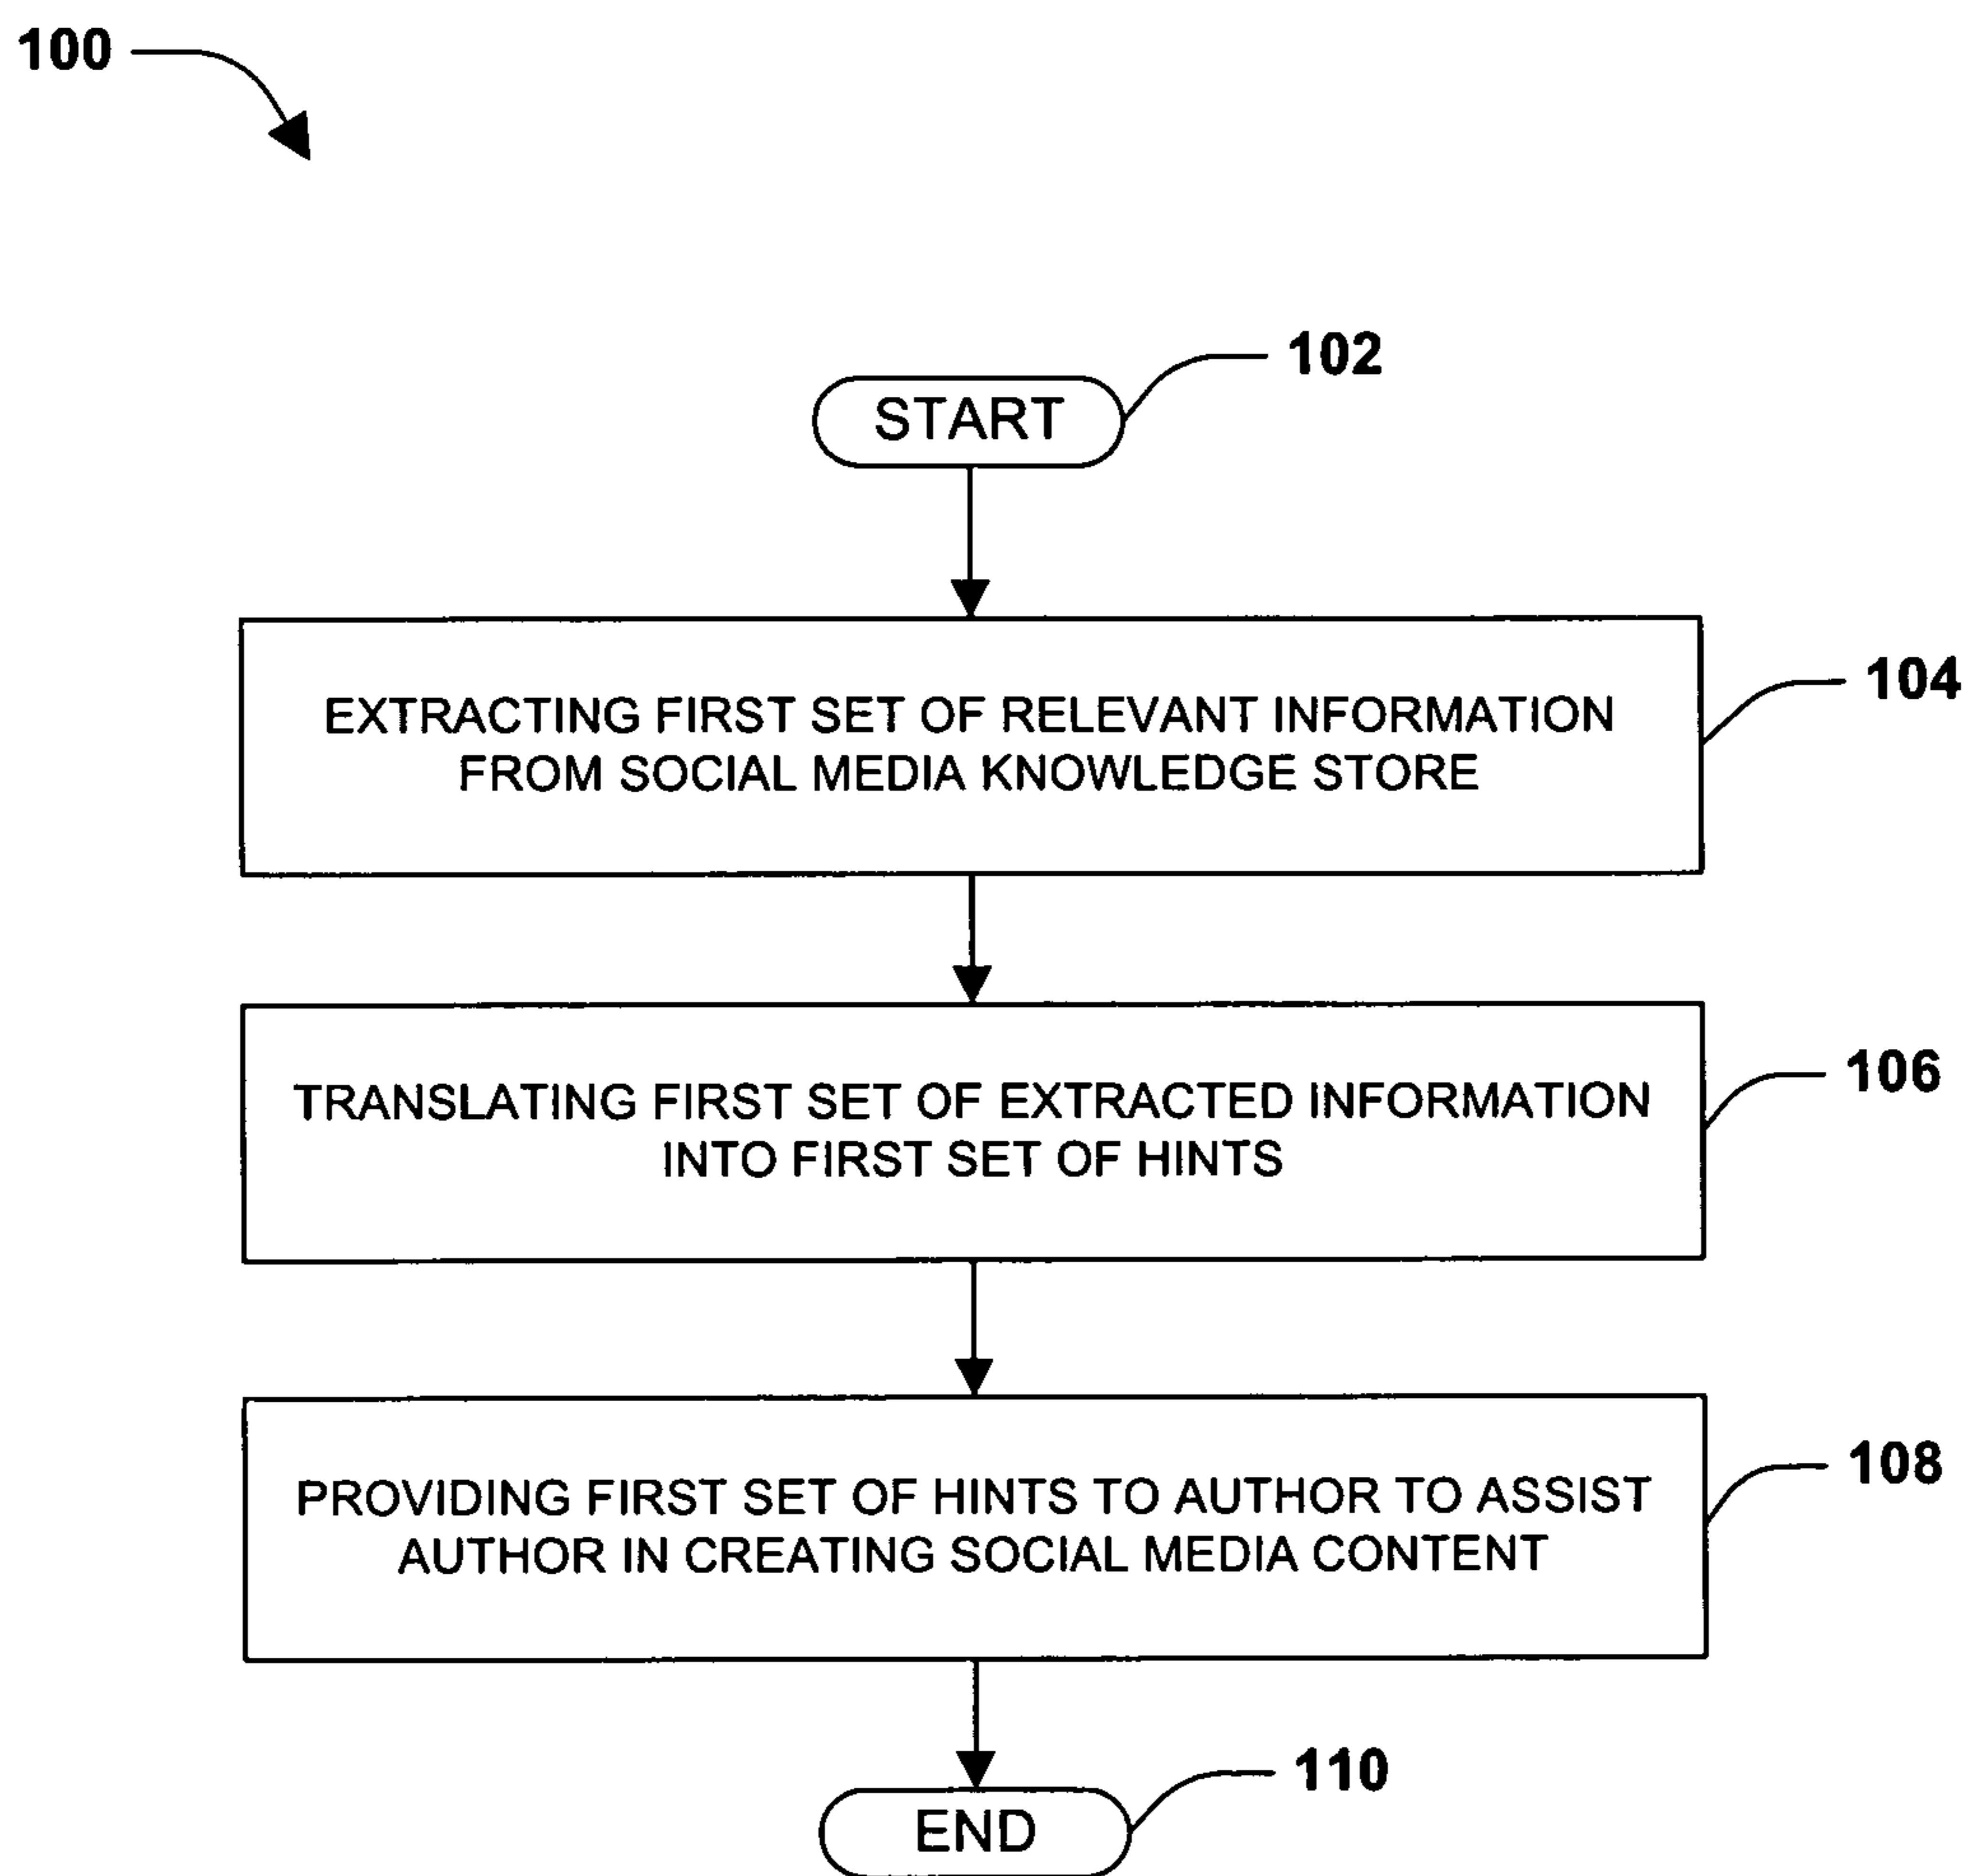 100
102
START
104
EXTRACTING FIRST SET OF RELEVANT INFORMATION
FROM SOCIAL MEDIA KNOWLEDGE STORE
106
TRANSLATING FIRST SET OF EXTRACTED INFORMATION
INTO FIRST SET OF HINTS
108
PROVIDING FIRST SET OF HINTS TO AUTHOR TO ASSIST
AUTHOR IN CREATING SOCIAL MEDIA CONTENT
110
END